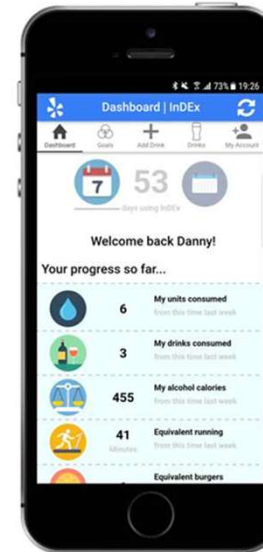 73% 19:26
Dashboard | InDEx
Dashboard Goals Add Drink Drinks My Account
7 53
days using InDEx
Welcome back Danny!
Your progress so far...
6 My units consumed
from this time last week
3 My drinks consumed
from this time last week
455 My alcohol calories
from this time last week
41 Equivalent running
Minutes from this time last week
Equivalent burgers